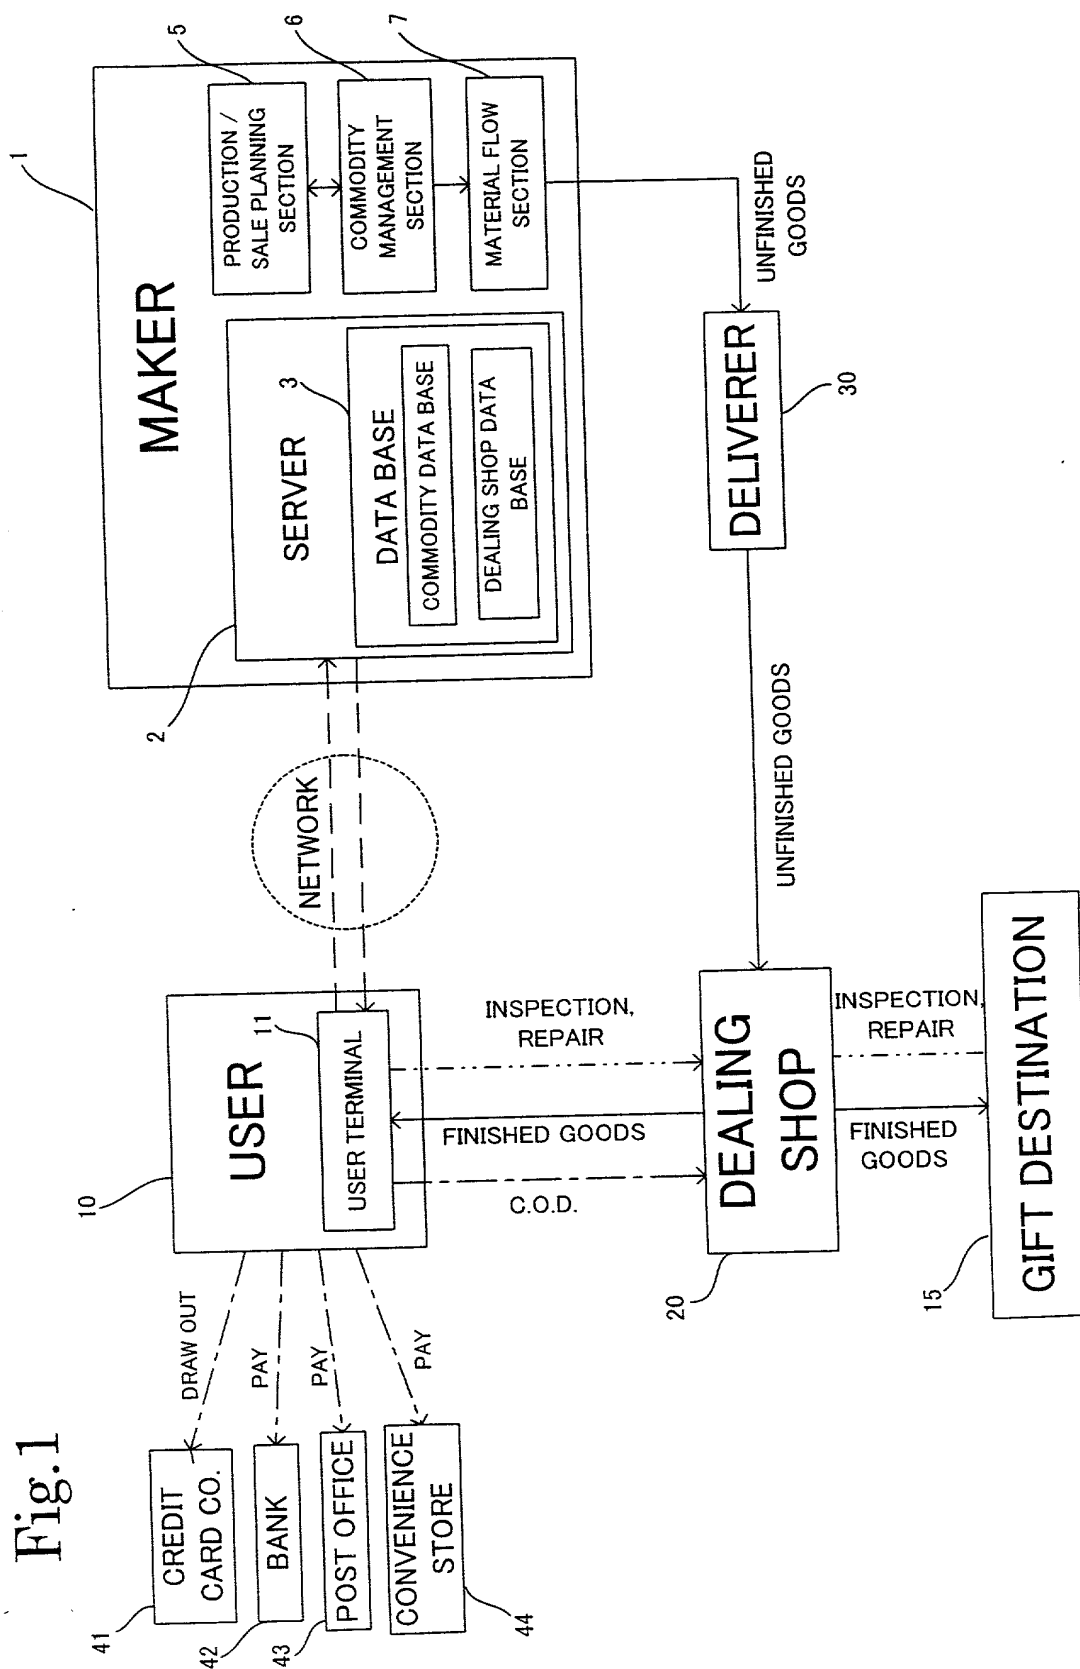 Fig.1
41
CREDIT
CARD CO.
42
BANK
43
POST OFFICE
44
CONVENIENCE
STORE
DRAW OUT
PAY
PAY
PAY
10
USER
11
USER TERMINAL
NETWORK
1
MAKER
2
SERVER
3
DATA BASE
COMMODITY DATA BASE
DEALING SHOP DATA
BASE
5
PRODUCTION /
SALE PLANNING
SECTION
6
COMMODITY
MANAGEMENT
SECTION
7
MATERIAL FLOW
SECTION
UNFINISHED
GOODS
DELIVERER
30
UNFINISHED GOODS
INSPECTION,
REPAIR
FINISHED GOODS
C.O.D.
20
DEALING
SHOP
INSPECTION,
REPAIR
FINISHED
GOODS
15
GIFT DESTINATION